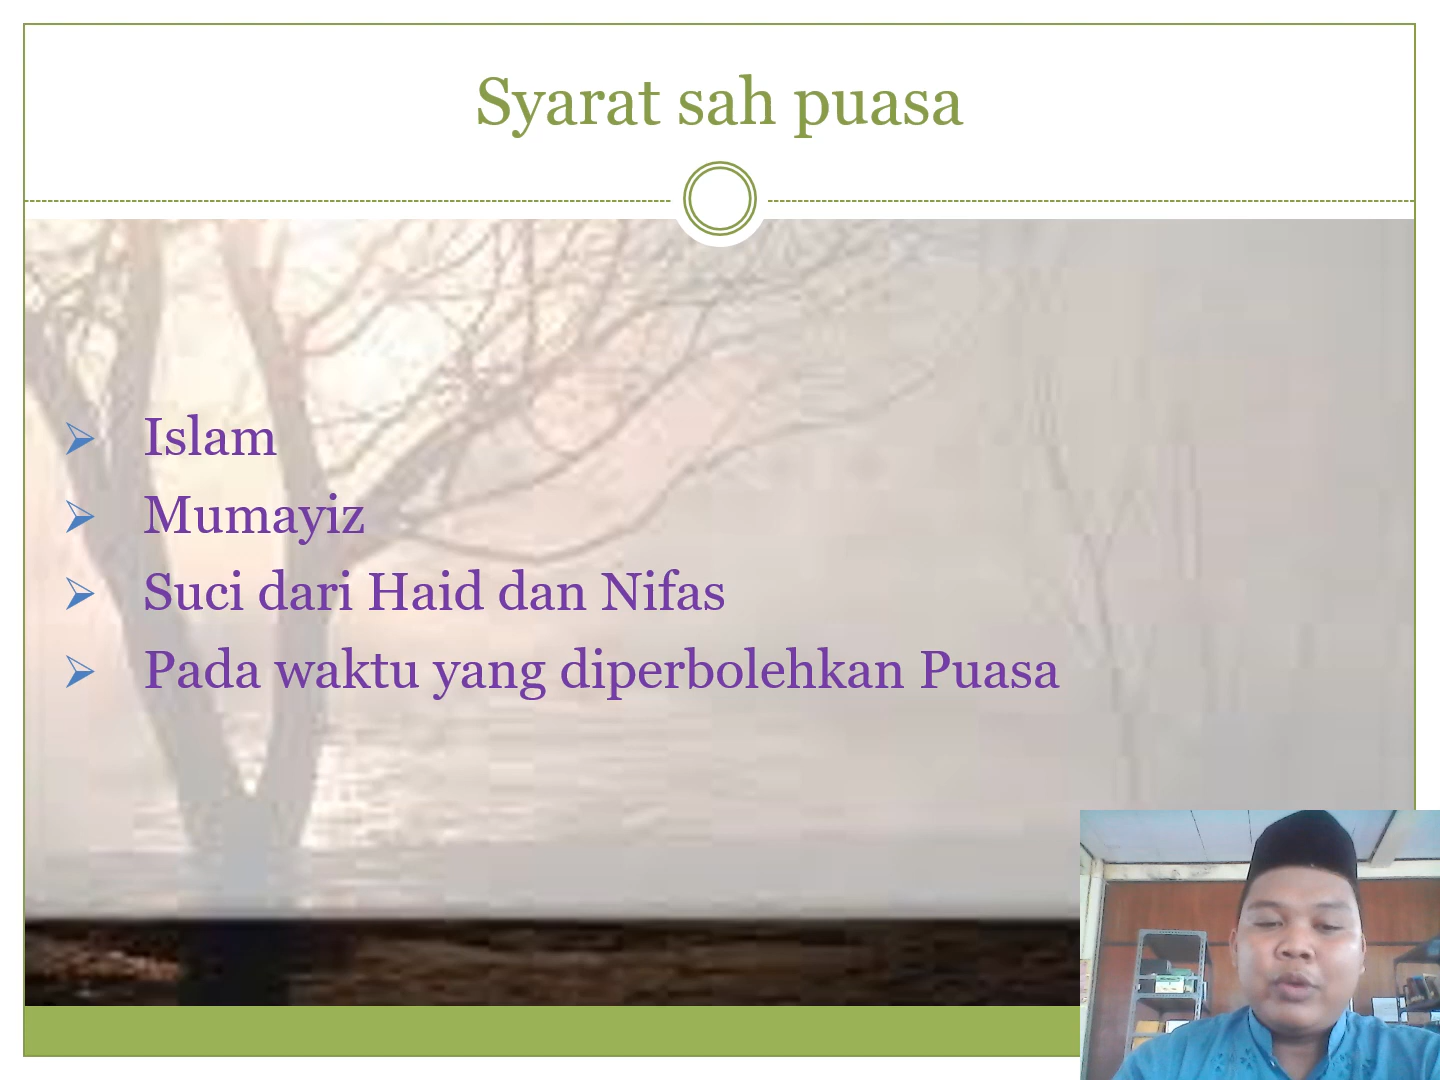 Syarat sah puasa
Islam
Mumayiz
Suci dari Haid dan Nifas
Pada waktu yang diperbolehkan Puasa